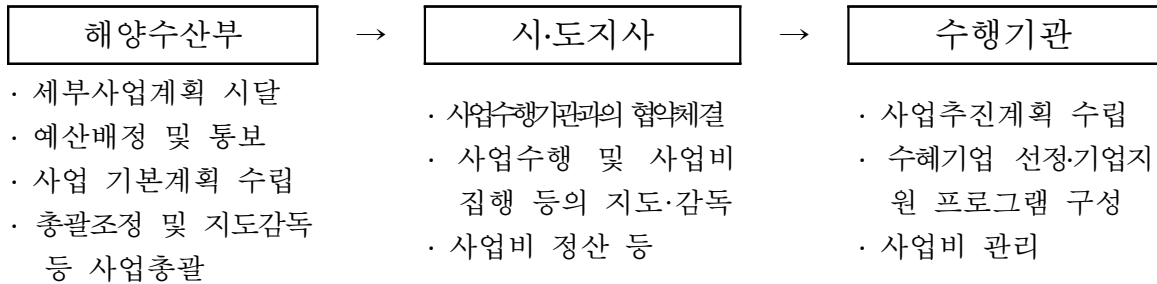 해양수산부 → 시·도지사 → 수행기관
· 세부사업계획 시달
· 예산배정 및 통보
· 사업 기본계획 수립
· 총괄조정 및 지도감독
등 사업총괄
· 사업수행기관과의 협약체결
· 사업수행 및 사업비
집행 등의 지도·감독
· 사업비 정산 등
· 사업추진계획 수립
· 수혜기업 선정·기업지
원 프로그램 구성
· 사업비 관리